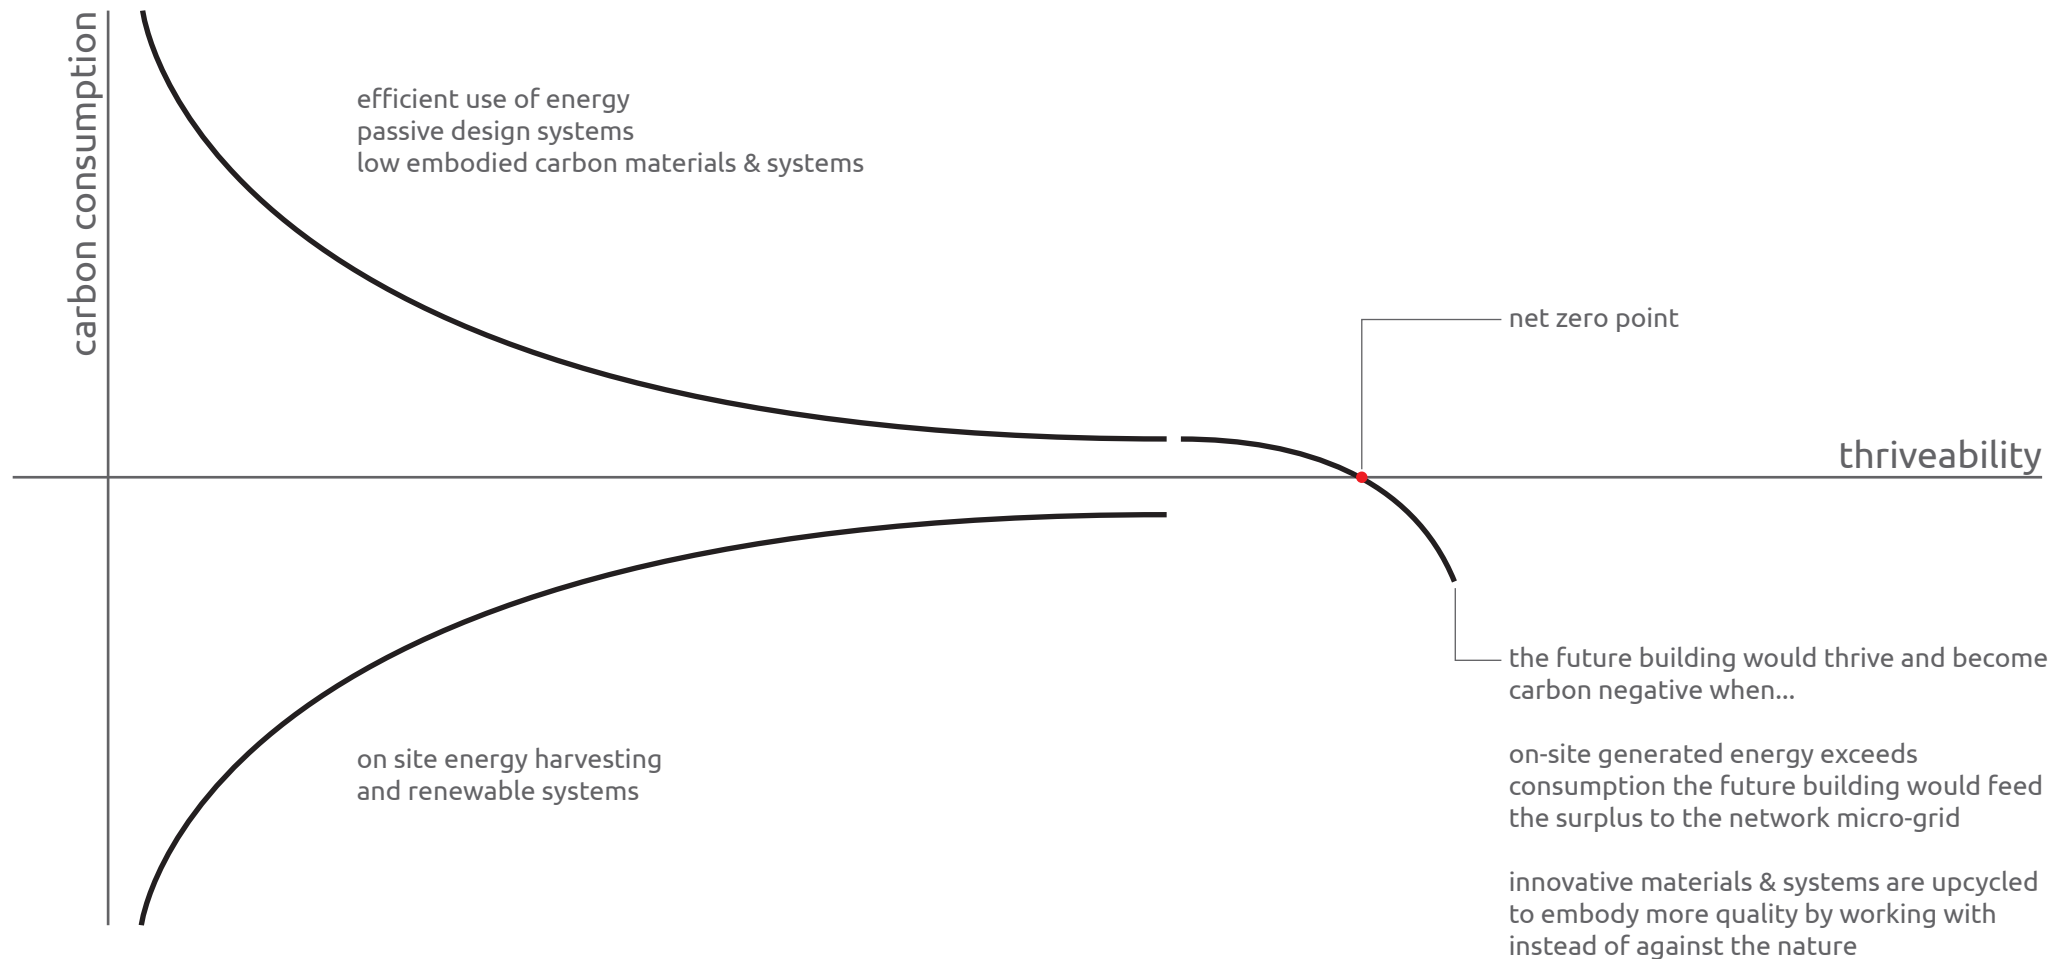 carbon consumption
efficient use of energy
passive design systems
low embodied carbon materials & systems
net zero point
thriveability
on site energy harvesting
and renewable systems
the future building would thrive and become
carbon negative when...
on-site generated energy exceeds
consumption the future building would feed
the surplus to the network micro-grid
innovative materials & systems are upcycled
to embody more quality by working with
instead of against the nature